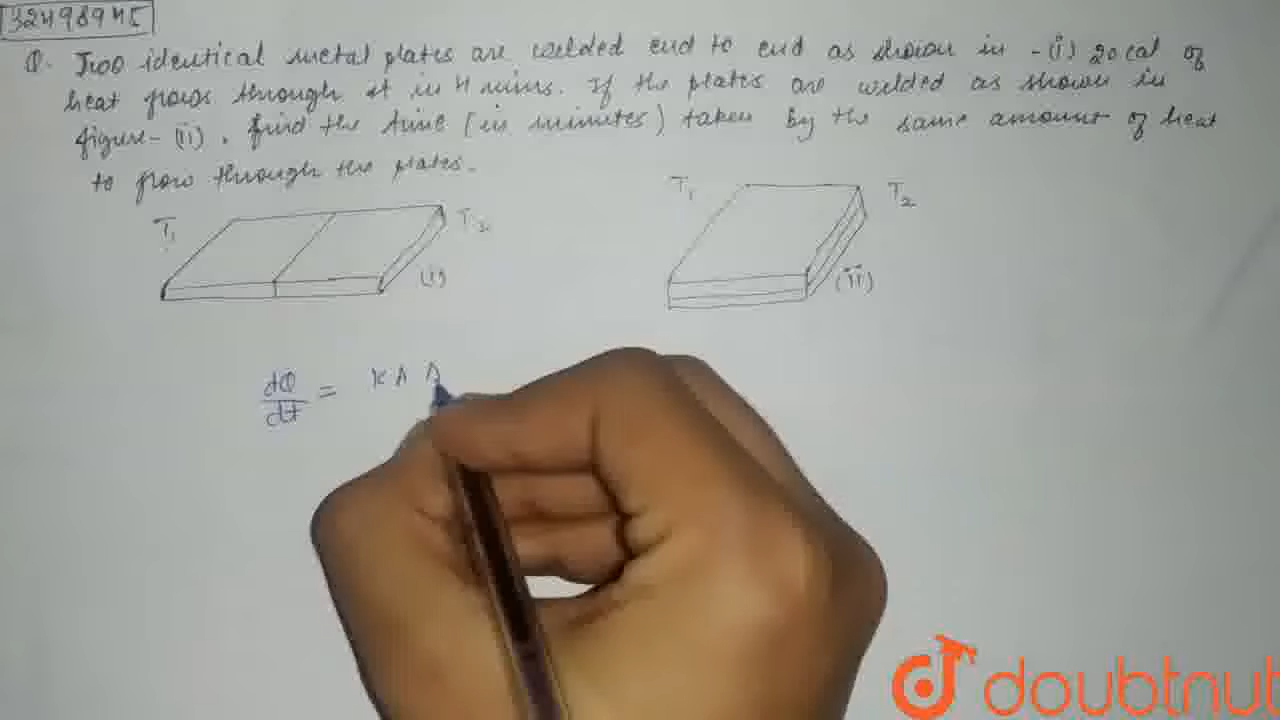 32498945
Q. Two identical metal plates are welded end to end as shown in -(i) 20 cal of
heat flows through it in 4 mins. If the plates are welded as shown in
figure-(ii). find the time (in minutes) taken by the same amount of heat
to flow through the plates.
T₁ T₂ (i)
T₁ T₂ (ii)
dQ/dt = KA Δ
doubtnut